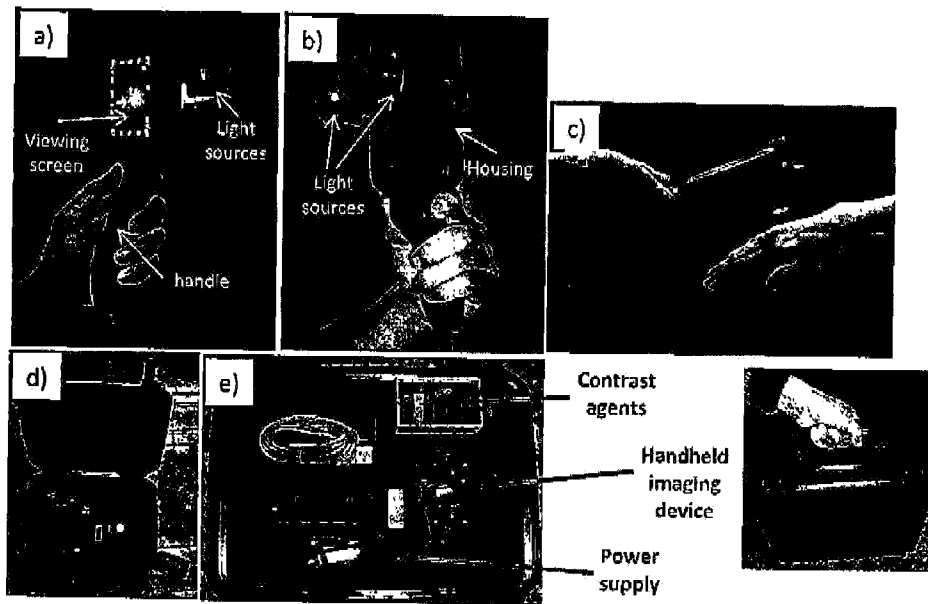 a)
Viewing
screen
Light
sources
handle
b)
Light
sources
Housing
c)
d)
e)
Contrast
agents
Handheld
imaging
device
Power
supply